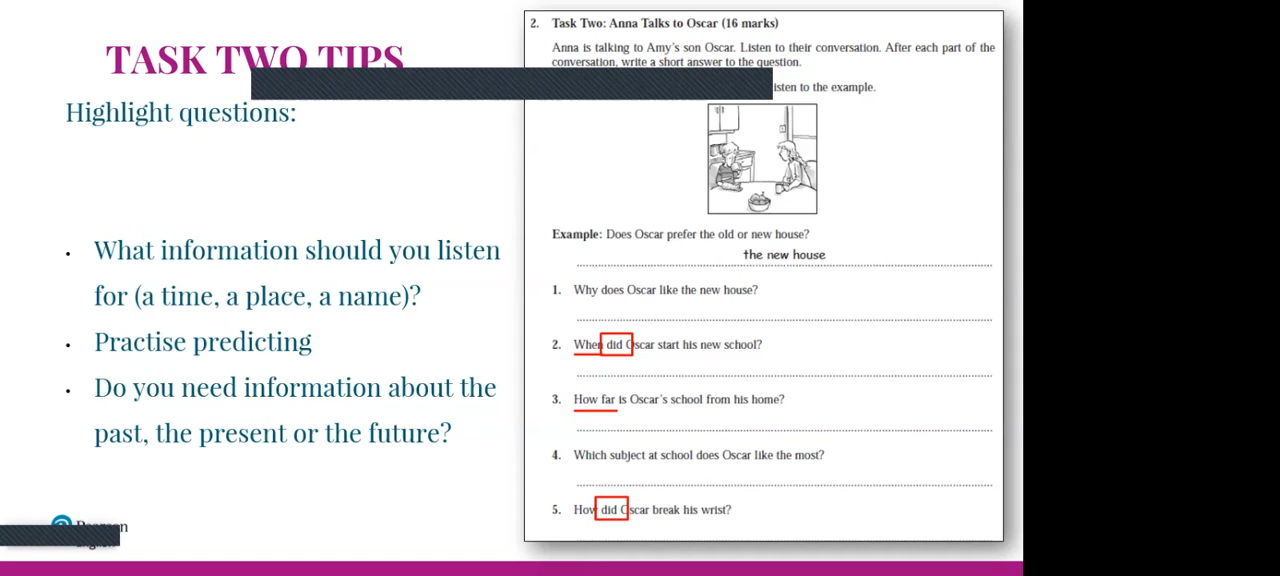 TASK TWO TIPS
Highlight questions:
• What information should you listen
for (a time, a place, a name)?
• Practise predicting
• Do you need information about the
past, the present or the future?
2. Task Two: Anna Talks to Oscar (16 marks)
Anna is talking to Amy's son Oscar. Listen to their conversation. After each part of the
conversation, write a short answer to the question.
to the example.
Example: Does Oscar prefer the old or new house?
the new house
1. Why does Oscar like the new house?
2. When did Oscar start his new school?
3. How far is Oscar's school from his home?
4. Which subject at school does Oscar like the most?
5. How did Oscar break his wrist?